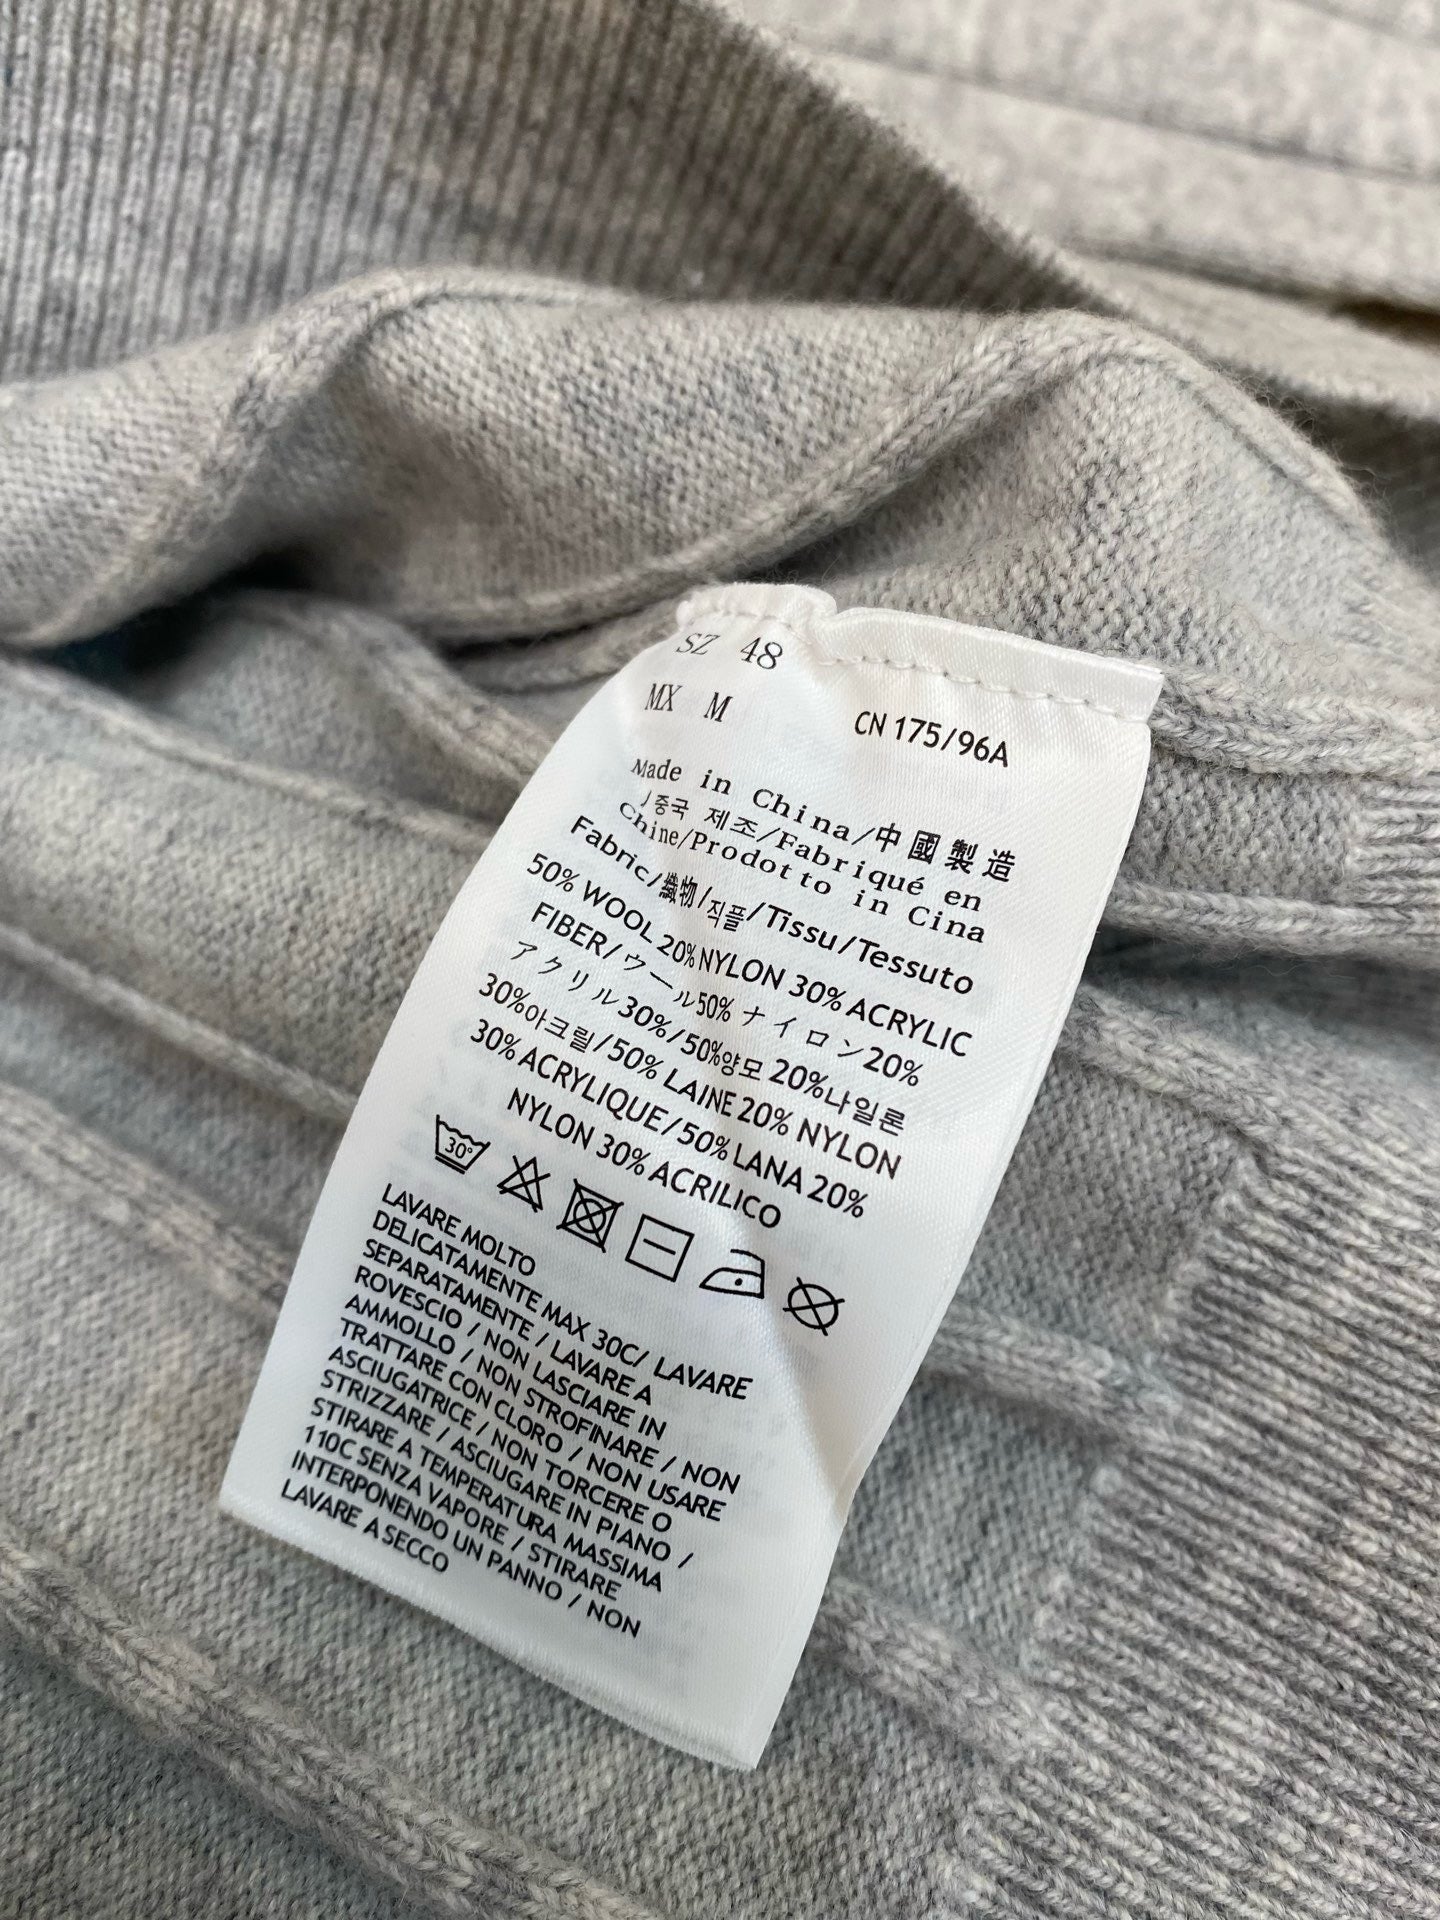 SZ 48
MX M
CN 175/96A
Made in China/中國製造
/중국 제조/Fabriqué en
Chine/Prodotto in Cina
Fabric/織物/직플/Tissu/Tessuto
50% WOOL 20% NYLON 30% ACRYLIC
FIBER/ウール50% ナイロン20%
アクリル30%/50%양모 20%나일론
30%아크릴/50% LAINE 20% NYLON
30% ACRYLIQUE/50% LANA 20%
NYLON 30% ACRILICO
30°
LAVARE MOLTO
DELICATAMENTE MAX 30C/ LAVARE
SEPARATAMENTE / LAVARE A
ROVESCIO / NON LASCIARE IN
AMMOLLO / NON STROFINARE / NON
TRATTARE CON CLORO / NON USARE
ASCIUGATRICE / NON TORCERE O
STRIZZARE / ASCIUGARE IN PIANO /
STIRARE A TEMPERATURA MASSIMA
110C SENZA VAPORE / STIRARE
INTERPONENDO UN PANNO / NON
LAVARE A SECCO